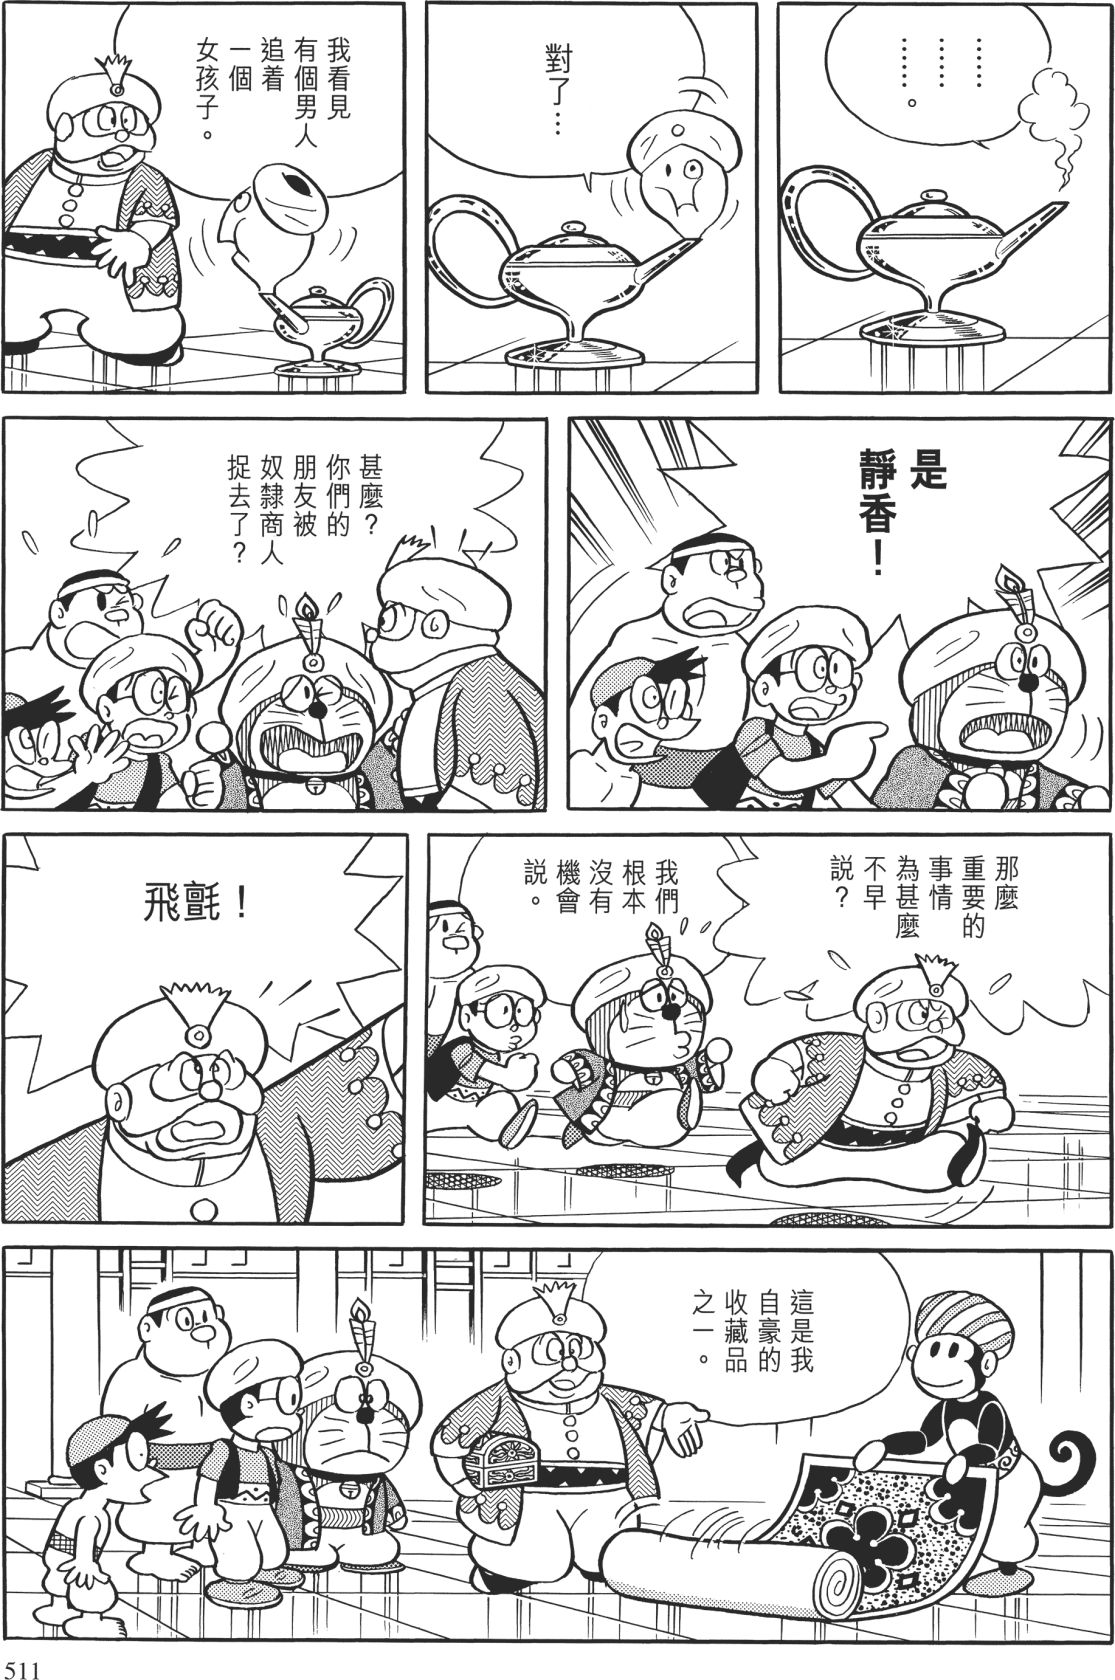 ………
………
……。
對了…
我看見
有個男人
追着
一個
女孩子。
是
靜香！
甚麼？
你們的
朋友被
奴隸商人
捉去了？
那麼
重要的
事情
為甚麼
不早
説？
我們
根本
沒有
機會
説。
飛氈！
這是我
自豪的
收藏品
之一。
511